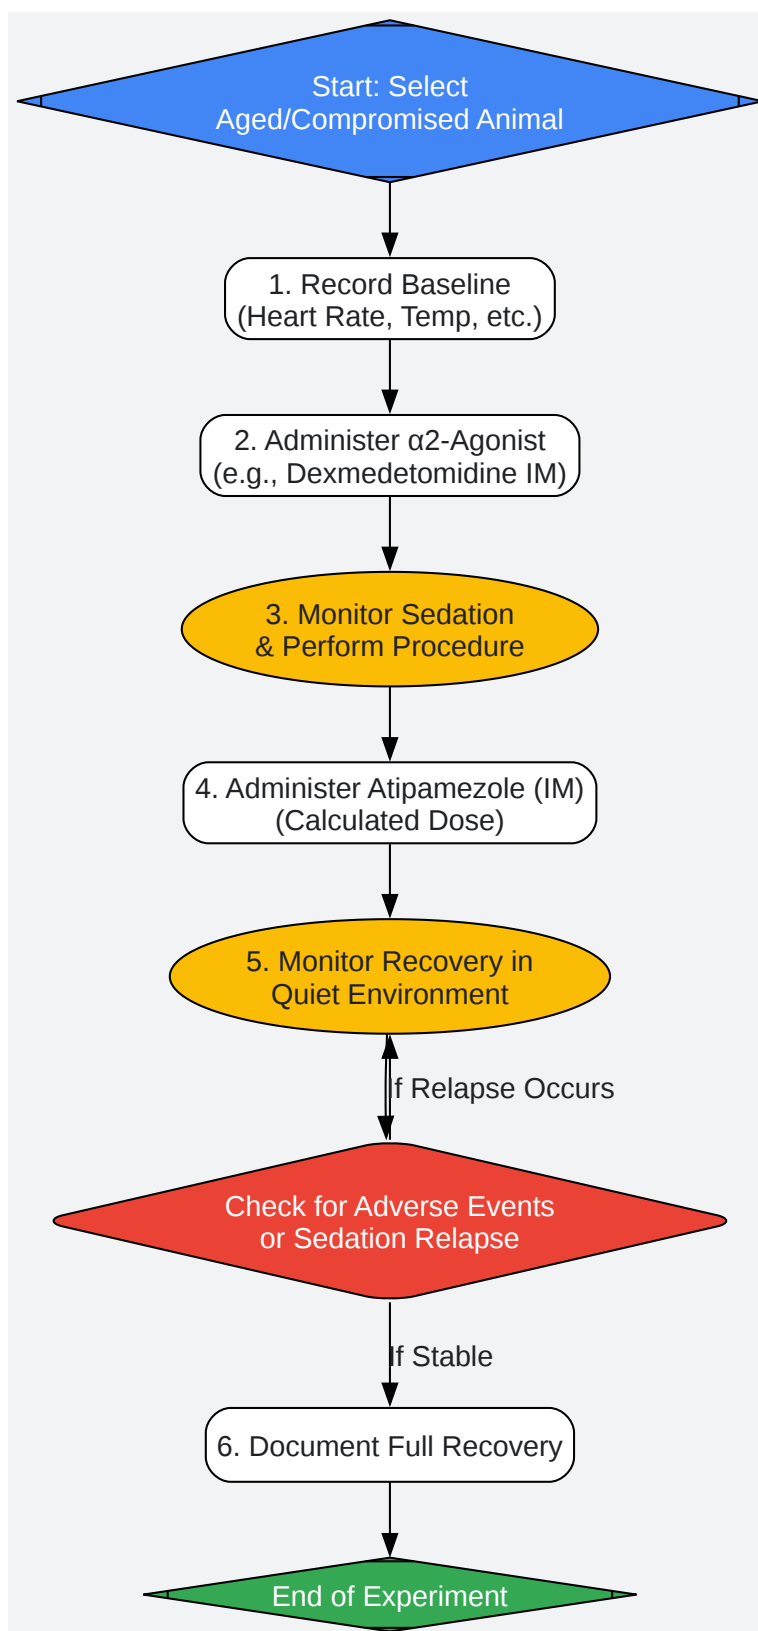 Start: Select
Aged/Compromised Animal
1. Record Baseline
(Heart Rate, Temp, etc.)
2. Administer α2-Agonist
(e.g., Dexmedetomidine IM)
3. Monitor Sedation
& Perform Procedure
4. Administer Atipamezole (IM)
(Calculated Dose)
5. Monitor Recovery in
Quiet Environment
If Relapse Occurs
Check for Adverse Events
or Sedation Relapse
If Stable
6. Document Full Recovery
End of Experiment